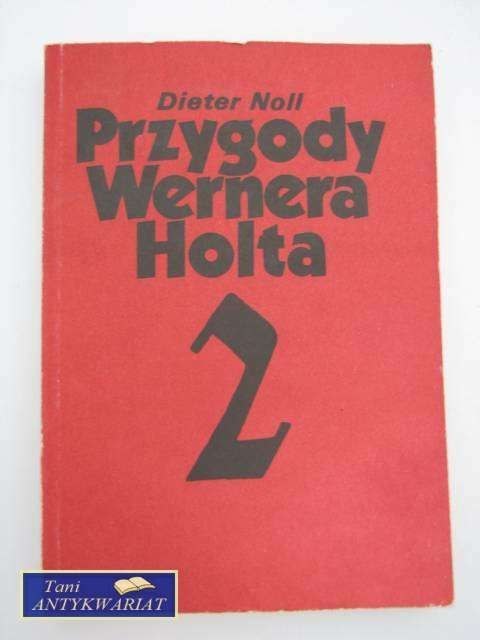 Dieter Noll
Przygody
Wernera
Holta
2
Tani
ANTYKWARIAT